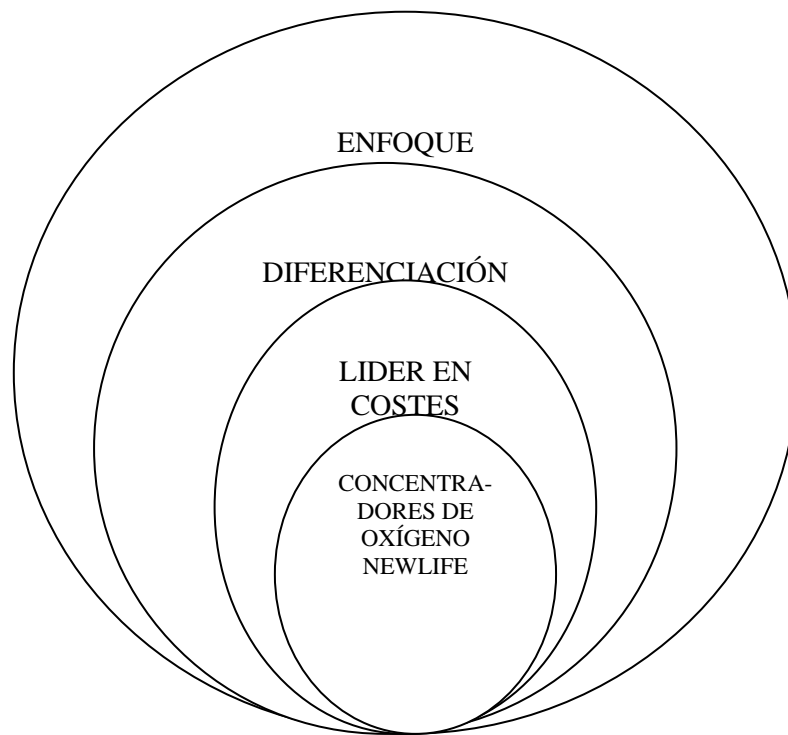 ENFOQUE
DIFERENCIACIÓN
LIDER EN
COSTES
CONCENTRA-
DORES DE
OXÍGENO
NEWLIFE